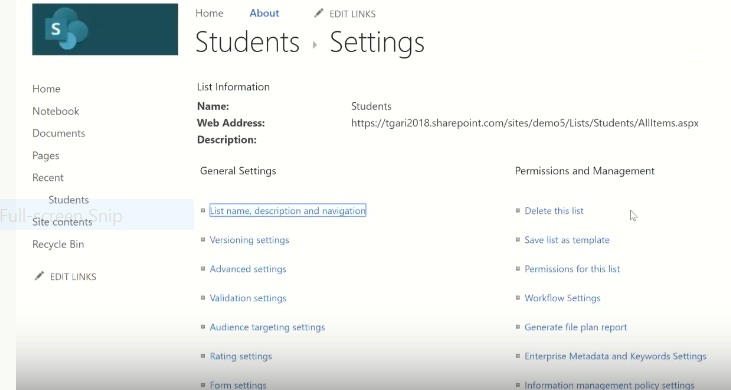 S
Home About EDIT LINKS
Students Settings
Home
Notebook
Documents
Pages
Recent
Students
Full-screen Snip
Site contents
Recycle Bin
EDIT LINKS
List Information
Name: Students
Web Address: https://tgari2018.sharepoint.com/sites/demo5/Lists/Students/AllItems.aspx
Description:
General Settings
List name, description and navigation
Versioning settings
Advanced settings
Validation settings
Audience targeting settings
Rating settings
Form settings
Permissions and Management
Delete this list
Save list as template
Permissions for this list
Workflow Settings
Generate file plan report
Enterprise Metadata and Keywords Settings
Information management policy settings